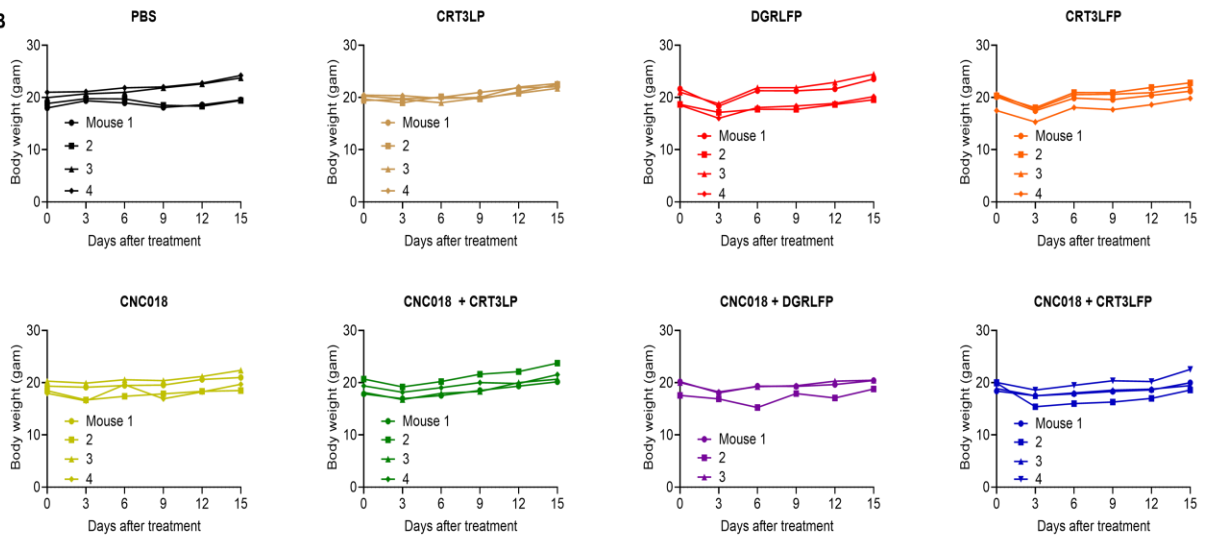 B
PBS
CRT3LP
DGRLFP
CRT3LFP
Body weight (gam)
30
20
10
0
Mouse 1
2
3
4
0 3 6 9 12 15
Days after treatment
Body weight (gam)
30
20
10
0
Mouse 1
2
3
4
0 3 6 9 12 15
Days after treatment
Body weight (gam)
30
20
10
0
Mouse 1
2
3
4
0 3 6 9 12 15
Days after treatment
Body weight (gam)
30
20
10
0
Mouse 1
2
3
4
0 3 6 9 12 15
Days after treatment
CNC018
CNC018 + CRT3LP
CNC018 + DGRLFP
CNC018 + CRT3LFP
Body weight (gam)
30
20
10
0
Mouse 1
2
3
4
0 3 6 9 12 15
Days after treatment
Body weight (gam)
30
20
10
0
Mouse 1
2
3
4
0 3 6 9 12 15
Days after treatment
Body weight (gam)
30
20
10
0
Mouse 1
2
3
0 3 6 9 12 15
Days after treatment
Body weight (gam)
30
20
10
0
Mouse 1
2
3
4
0 3 6 9 12 15
Days after treatment